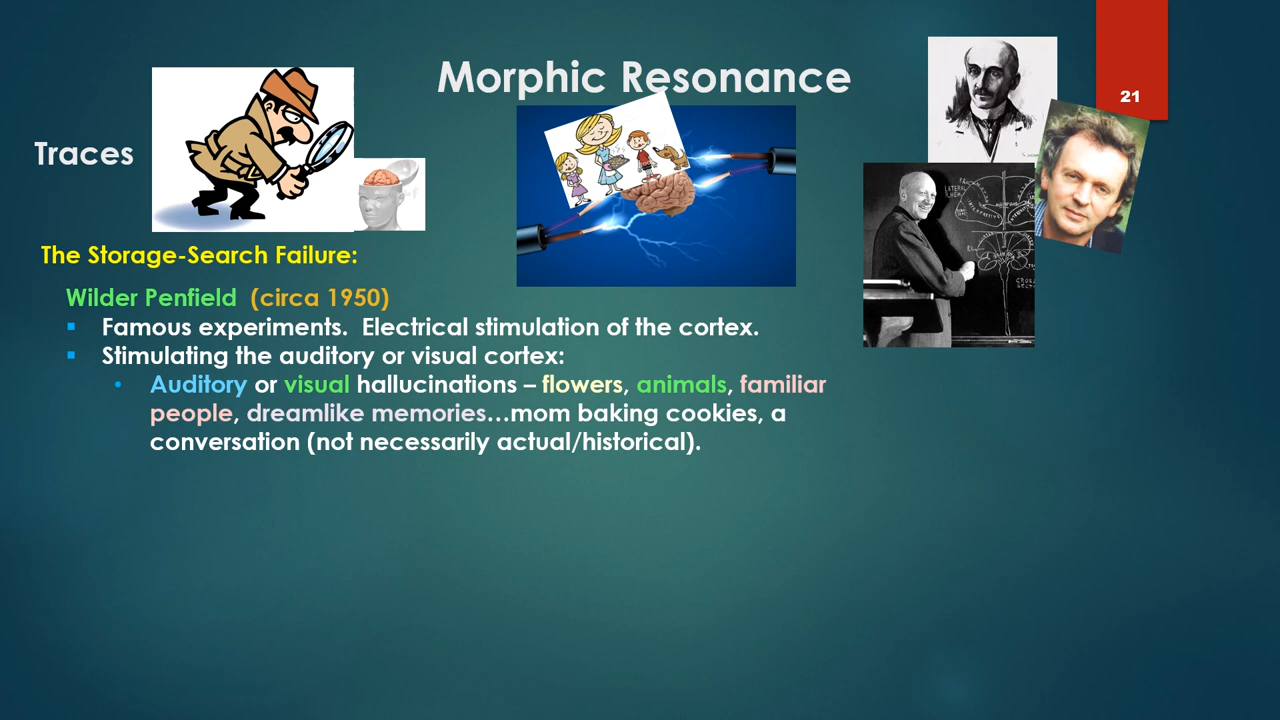 Morphic Resonance
21
Traces
The Storage-Search Failure:
Wilder Penfield (circa 1950)
▪ Famous experiments. Electrical stimulation of the cortex.
▪ Stimulating the auditory or visual cortex:
• Auditory or visual hallucinations – flowers, animals, familiar
people, dreamlike memories...mom baking cookies, a
conversation (not necessarily actual/historical).
LATERAL